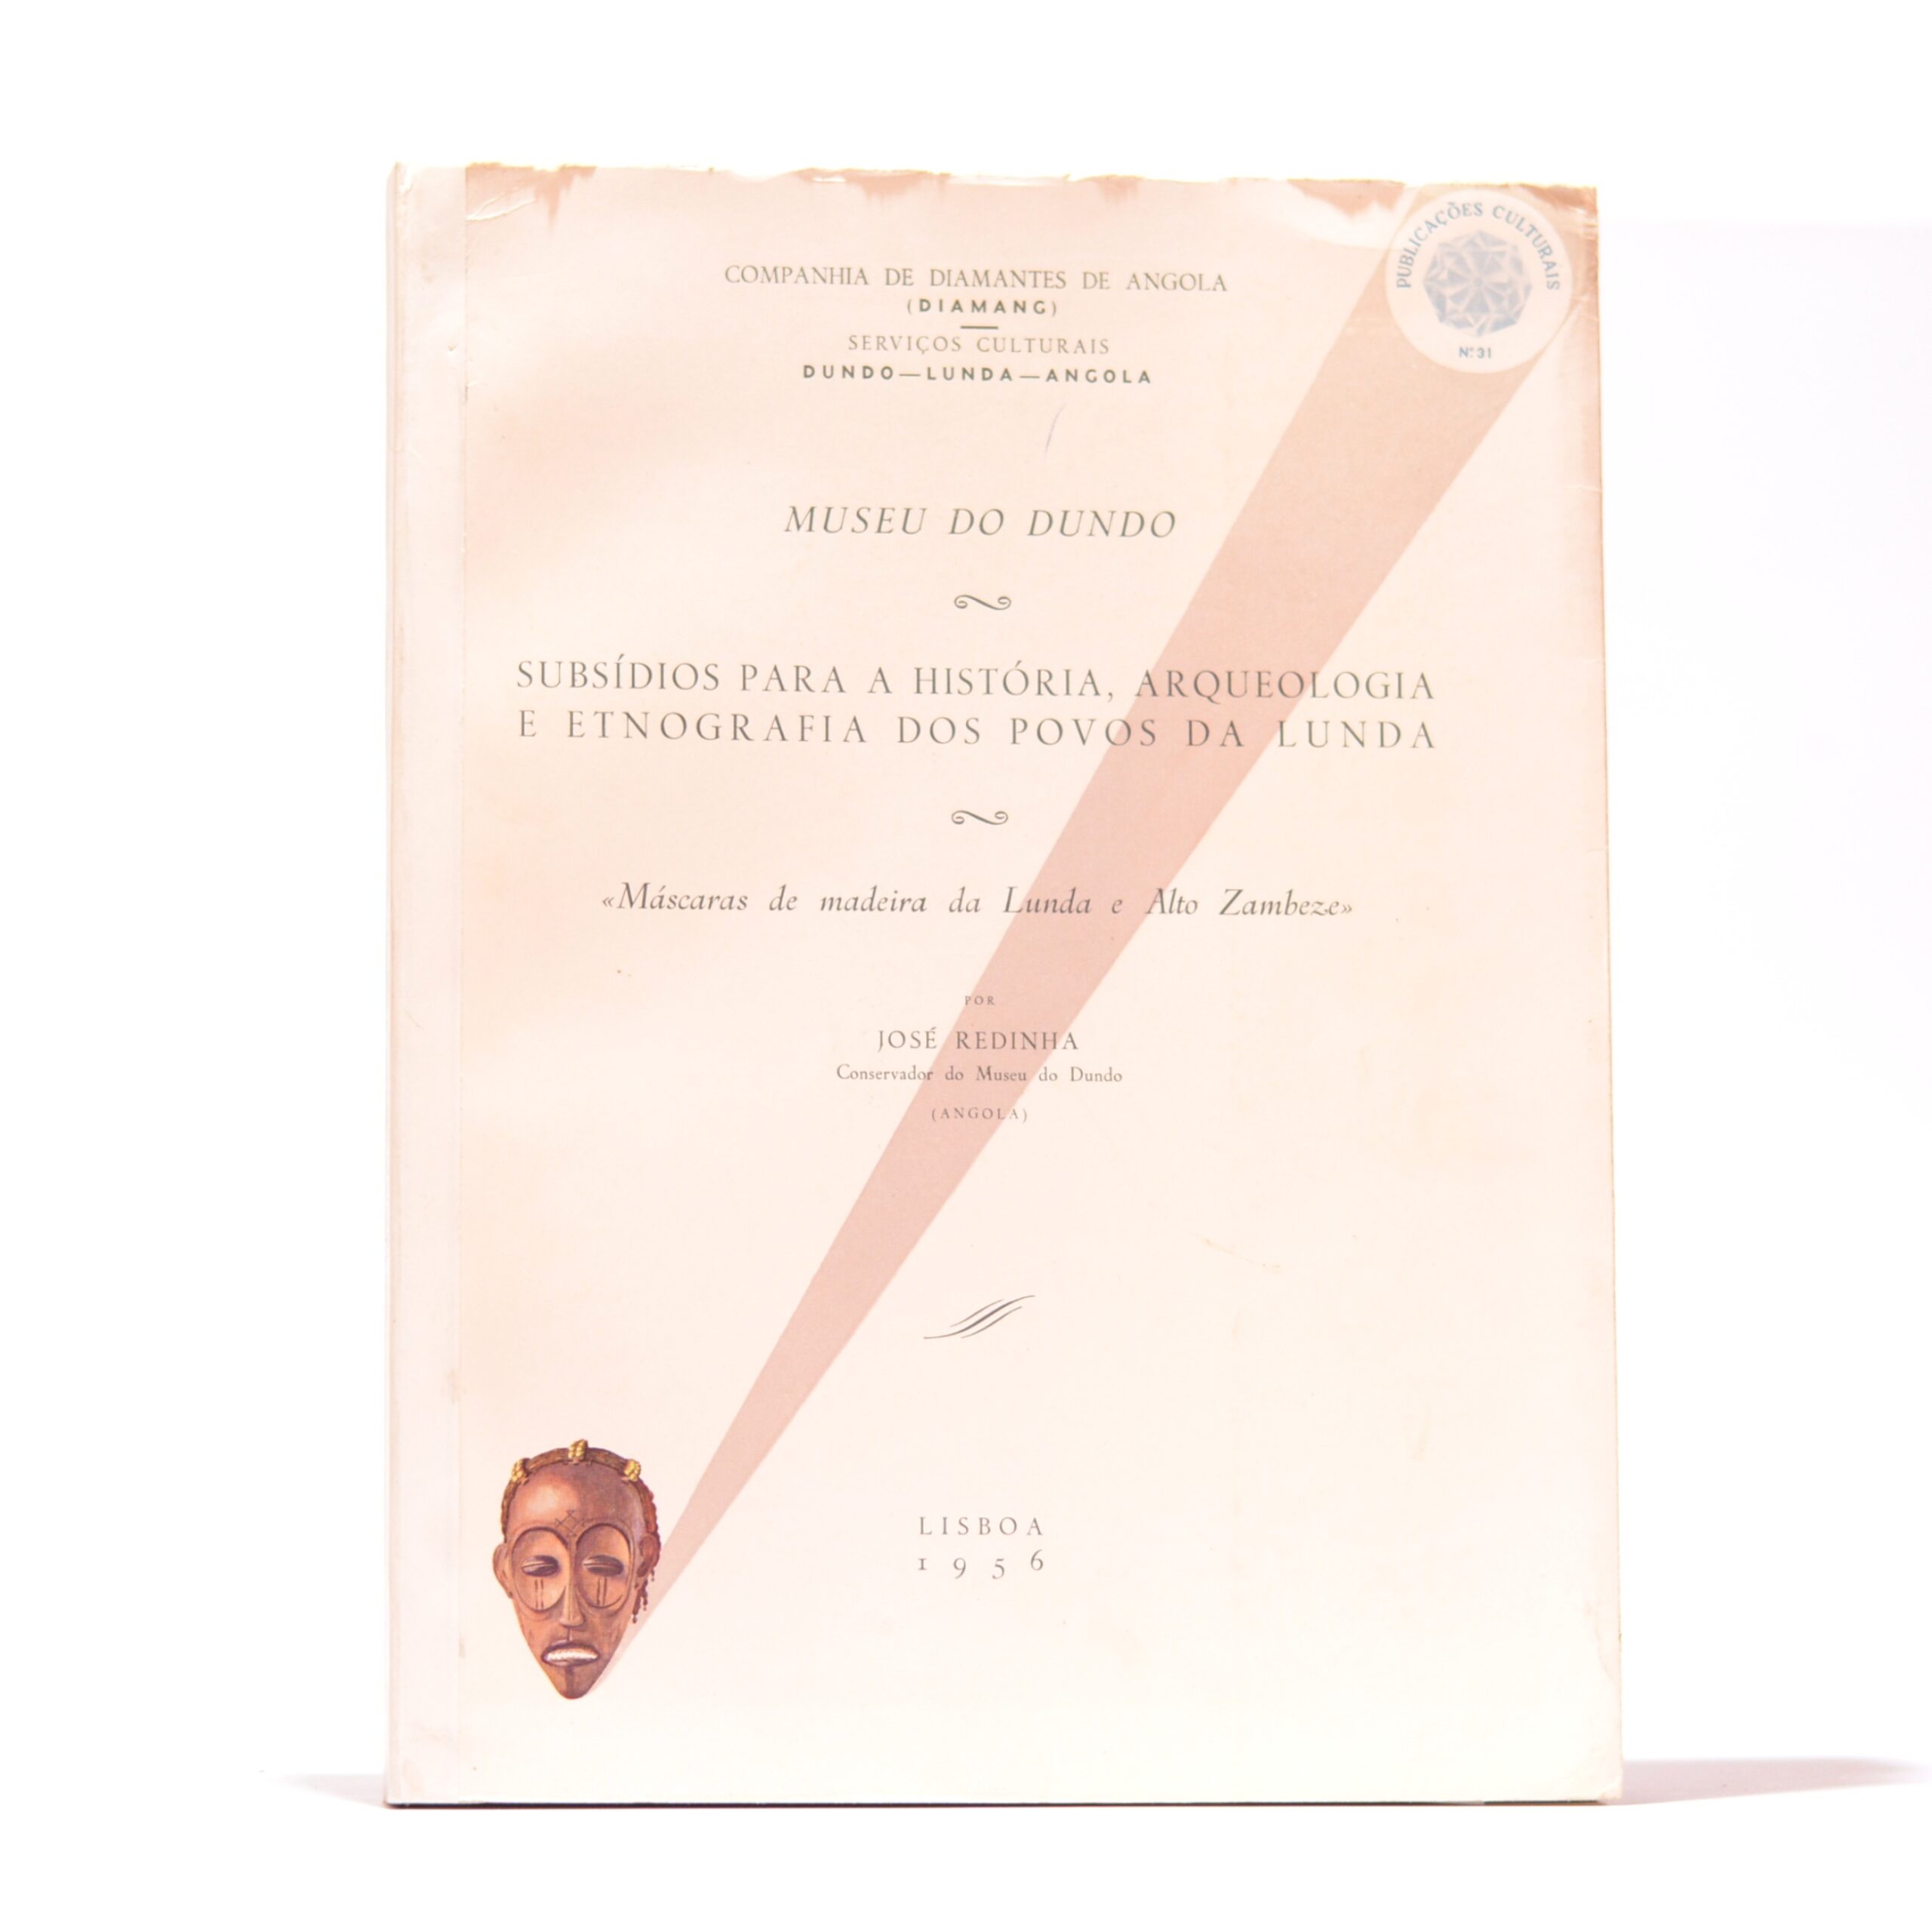 PUBLICAÇÕES CULTURAIS
Nº 31
COMPANHIA DE DIAMANTES DE ANGOLA
(DIAMANG)
SERVIÇOS CULTURAIS
DUNDO—LUNDA—ANGOLA
MUSEU DO DUNDO
SUBSÍDIOS PARA A HISTÓRIA, ARQUEOLOGIA
E ETNOGRAFIA DOS POVOS DA LUNDA
«Máscaras de madeira da Lunda e Alto Zambeze»
POR
JOSÉ REDINHA
Conservador do Museu do Dundo
(ANGOLA)
LISBOA
1956